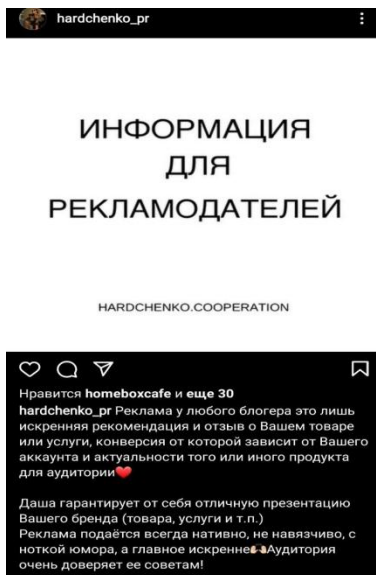 hardchenko_pr
ИНФОРМАЦИЯ
ДЛЯ
РЕКЛАМОДАТЕЛЕЙ
HARDCHENKO.COOPERATION
Нравится homeboxcafe и еще 30
hardchenko_pr Реклама у любого блогера это лишь
искренняя рекомендация и отзыв о Вашем товаре
или услуги, конверсия от которой зависит от Вашего
аккаунта и актуальности того или иного продукта
для аудитории❤️
Даша гарантирует от себя отличную презентацию
Вашего бренда (товара, услуги и т.п.)
Реклама подаётся всегда нативно, не навязчиво, с
ноткой юмора, а главное искренне🙌🏻Аудитория
очень доверяет ее советам!